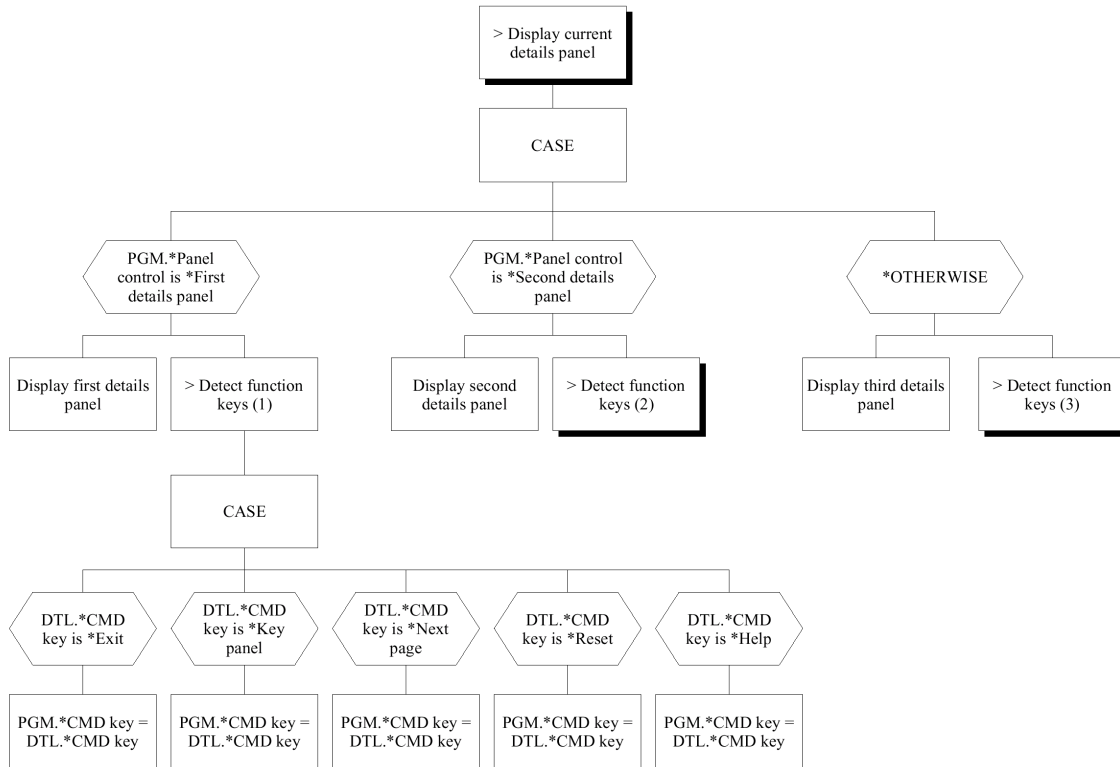 > Display current
details panel
CASE
PGM.*Panel
control is *First
details panel
PGM.*Panel control
is *Second details
panel
*OTHERWISE
Display first details
panel
> Detect function
keys (1)
Display second
details panel
> Detect function
keys (2)
Display third details
panel
> Detect function
keys (3)
CASE
DTL.*CMD
key is *Exit
DTL.*CMD
key is *Key
panel
DTL.*CMD
key is *Next
page
DTL.*CMD
key is *Reset
DTL.*CMD
key is *Help
PGM.*CMD key =
DTL.*CMD key
PGM.*CMD key =
DTL.*CMD key
PGM.*CMD key =
DTL.*CMD key
PGM.*CMD key =
DTL.*CMD key
PGM.*CMD key =
DTL.*CMD key